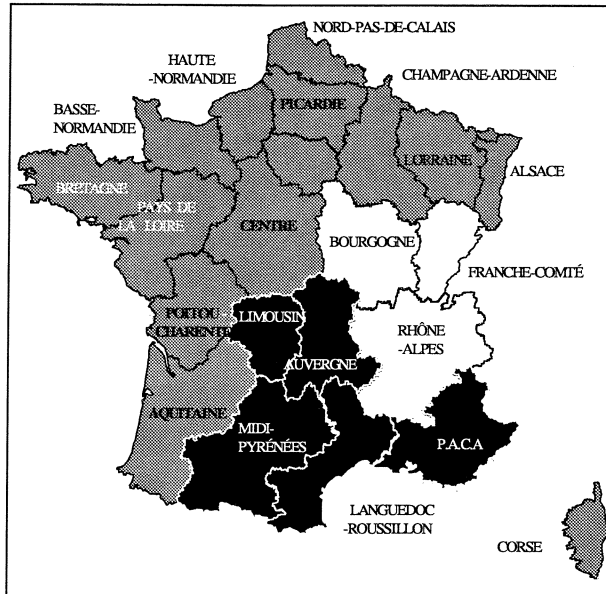 NORD-PAS-DE-CALAIS
HAUTE
-NORMANDIE
CHAMPAGNE-ARDENNE
PICARDIE
BASSE-
NORMANDIE
LORRAINE
ALSACE
BRETAGNE
PAYS DE
LA LOIRE
CENTRE
BOURGOGNE
FRANCHE-COMTÉ
POITOU -
CHARENTE
LIMOUSIN
RHÔNE
-ALPES
AUVERGNE
AQUITAINE
MIDI-
PYRÉNÉES
P.A.C.A
LANGUEDOC
-ROUSSILLON
CORSE